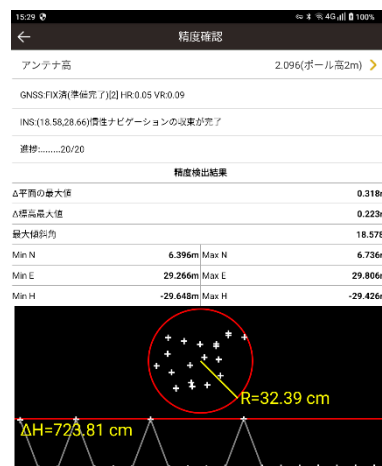 15:29 4G 100%
精度確認
アンテナ高 2.096(ポール高2m)
GNSS:FIX済(準備完了)[2] HR:0.05 VR:0.09
INS:(18.58,28.66)慣性ナビゲーションの収束が完了
進捗:........20/20
精度検出結果
Δ平面の最大値 0.318
Δ標高最大値 0.223
最大傾斜角 18.578
Min N 6.396m Max N 6.736
Min E 29.266m Max E 29.806
Min H -29.648m Max H -29.426
R=32.39 cm
ΔH=723.81 cm